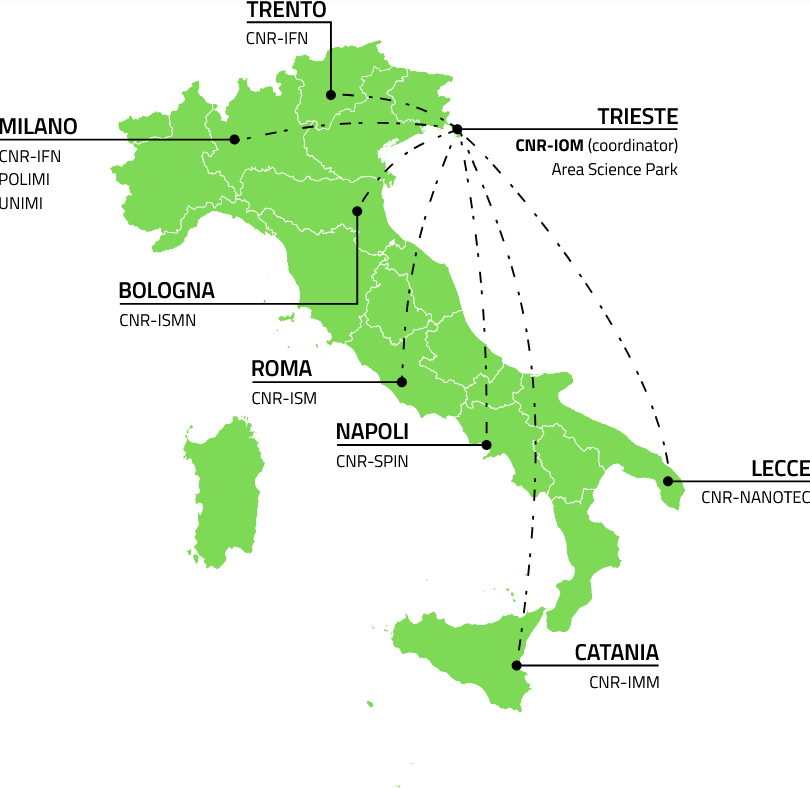 TRENTO
CNR-IFN
MILANO
CNR-IFN
POLIMI
UNIMI
TRIESTE
CNR-IOM (coordinator)
Area Science Park
BOLOGNA
CNR-ISMN
ROMA
CNR-ISM
NAPOLI
CNR-SPIN
LECCE
CNR-NANOTEC
CATANIA
CNR-IMM